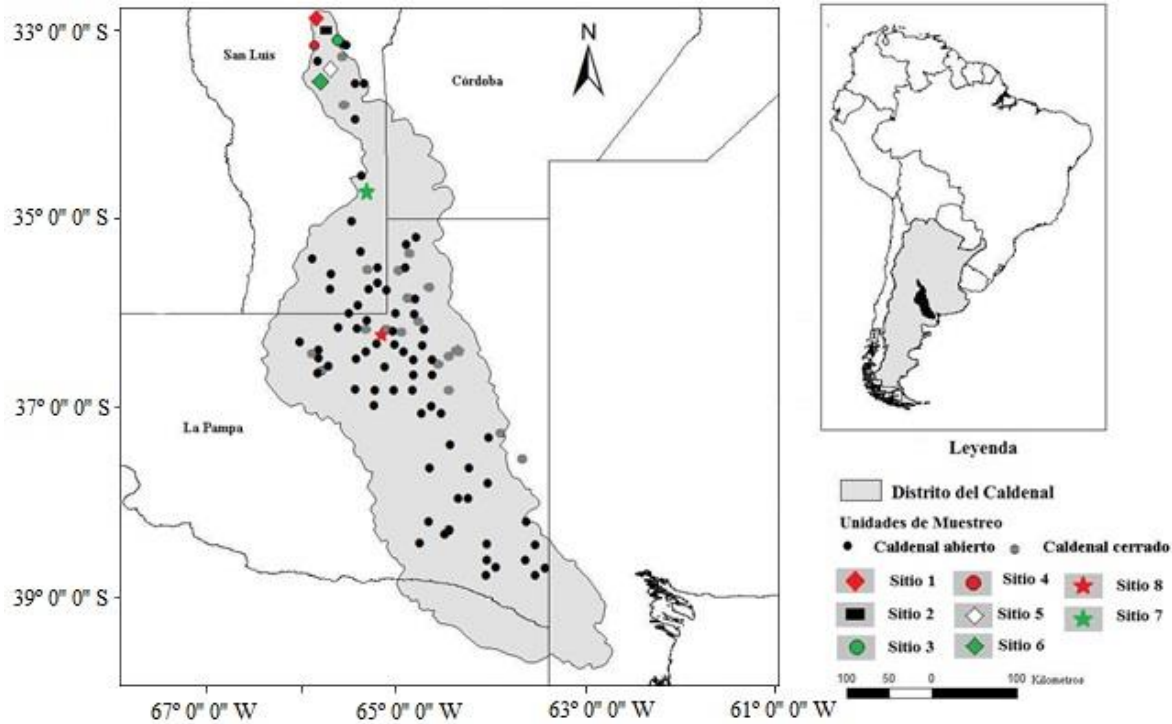 33° 0'' 0'' S
35° 0'' 0'' S
37° 0'' 0'' S
39° 0'' 0'' S
67° 0'' 0'' W
65° 0'' 0'' W
63° 0'' 0'' W
61° 0'' 0'' W
San Luis
Córdoba
La Pampa
N
Leyenda
Distrito del Caldenal
Unidades de Muestreo
Caldenal abierto
Caldenal cerrado
Sitio 1
Sitio 4
Sitio 8
Sitio 2
Sitio 5
Sitio 7
Sitio 3
Sitio 6
100 50 0 100 Kilometros